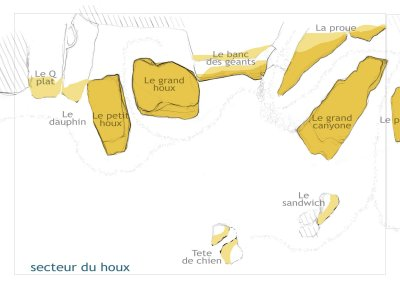 La proue
Le banc
des géants
Le Q
plat
Le grand
houx
Le
dauphin
Le petit
houx
Le grand
canyone
Le p
Le
sandwich
Tete
de chien
secteur du houx